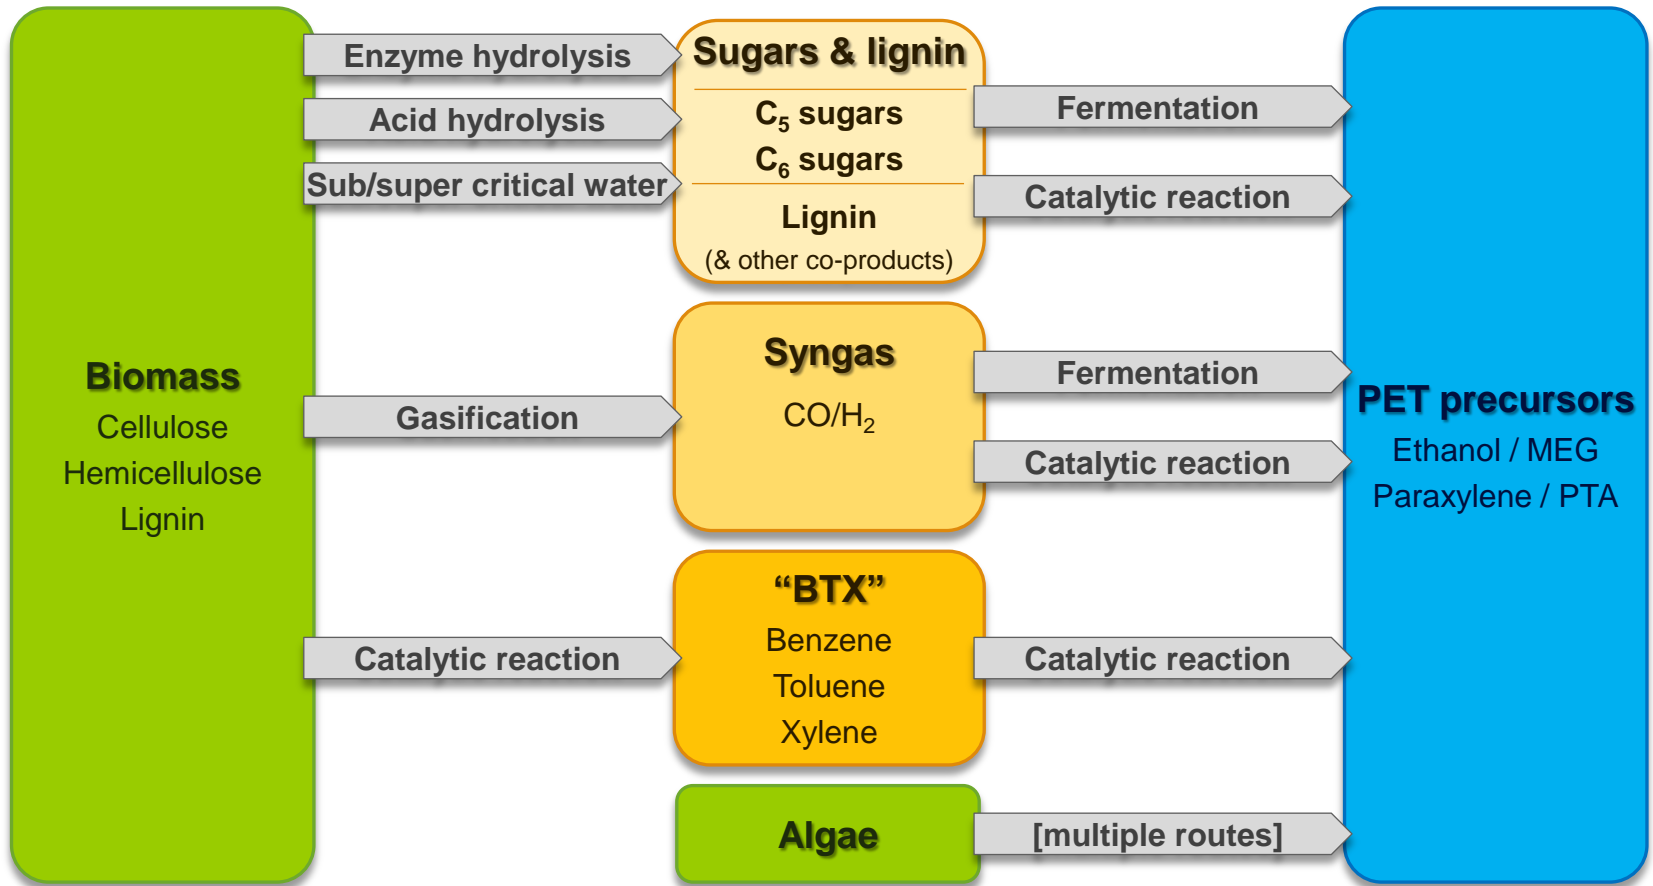 Biomass
Cellulose
Hemicellulose
Lignin
Enzyme hydrolysis
Acid hydrolysis
Sub/super critical water
Gasification
Catalytic reaction
Sugars & lignin
C₅ sugars
C₆ sugars
Lignin
(& other co-products)
Syngas
CO/H₂
“BTX”
Benzene
Toluene
Xylene
Algae
Fermentation
Catalytic reaction
Fermentation
Catalytic reaction
Catalytic reaction
[multiple routes]
PET precursors
Ethanol / MEG
Paraxylene / PTA